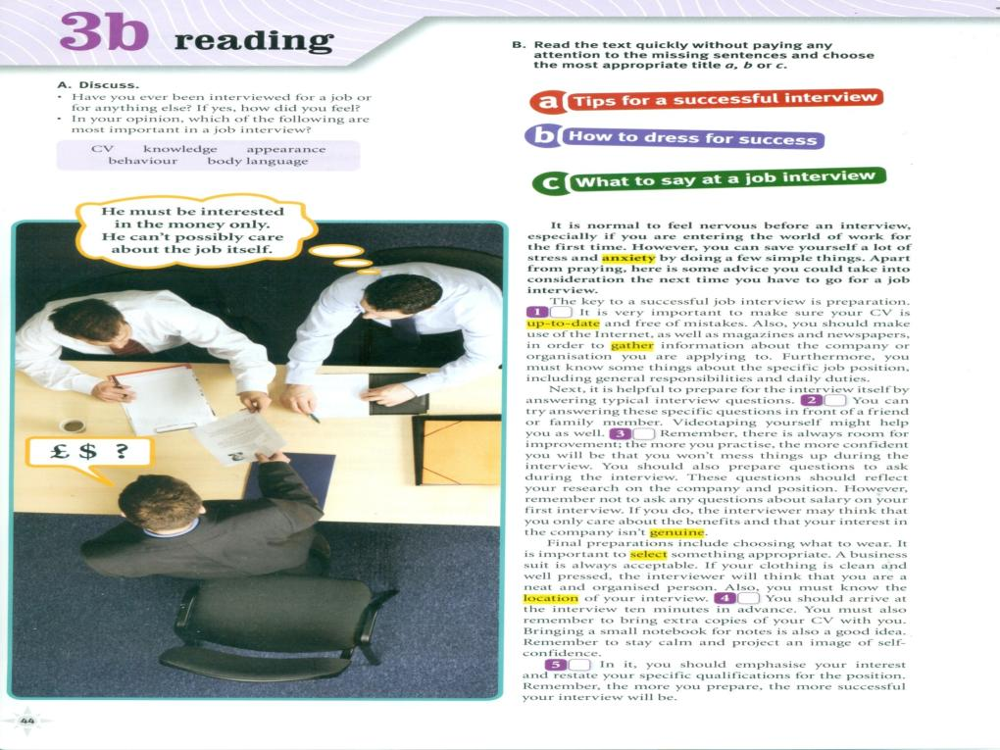 3b reading
A. Discuss.
• Have you ever been interviewed for a job or
for anything else? If yes, how did you feel?
• In your opinion, which of the following are
most important in a job interview?
CV knowledge appearance
behaviour body language
He must be interested
in the money only.
He can't possibly care
about the job itself.
£ $ ?
44
B. Read the text quickly without paying any
attention to the missing sentences and choose
the most appropriate title a, b or c.
a Tips for a successful interview
b How to dress for success
c What to say at a job interview
It is normal to feel nervous before an interview,
especially if you are entering the world of work for
the first time. However, you can save yourself a lot of
stress and anxiety by doing a few simple things. Apart
from praying, here is some advice you could take into
consideration the next time you have to go for a job
interview.
The key to a successful job interview is preparation.
1 It is very important to make sure your CV is
up-to-date and free of mistakes. Also, you should make
use of the Internet, as well as magazines and newspapers,
in order to gather information about the company or
organisation you are applying to. Furthermore, you
must know some things about the specific job position,
including general responsibilities and daily duties.
Next, it is helpful to prepare for the interview itself by
answering typical interview questions. 2 You can
try answering these specific questions in front of a friend
or family member. Videotaping yourself might help
you as well. 3 Remember, there is always room for
improvement; the more you practise, the more confident
you will be that you won't mess things up during the
interview. You should also prepare questions to ask
during the interview. These questions should reflect
your research on the company and position. However,
remember not to ask any questions about salary on your
first interview. If you do, the interviewer may think that
you only care about the benefits and that your interest in
the company isn't genuine.
Final preparations include choosing what to wear. It
is important to select something appropriate. A business
suit is always acceptable. If your clothing is clean and
well pressed, the interviewer will think that you are a
neat and organised person. Also, you must know the
location of your interview. 4 You should arrive at
the interview ten minutes in advance. You must also
remember to bring extra copies of your CV with you.
Bringing a small notebook for notes is also a good idea.
Remember to stay calm and project an image of self-
confidence.
5 In it, you should emphasise your interest
and restate your specific qualifications for the position.
Remember, the more you prepare, the more successful
your interview will be.